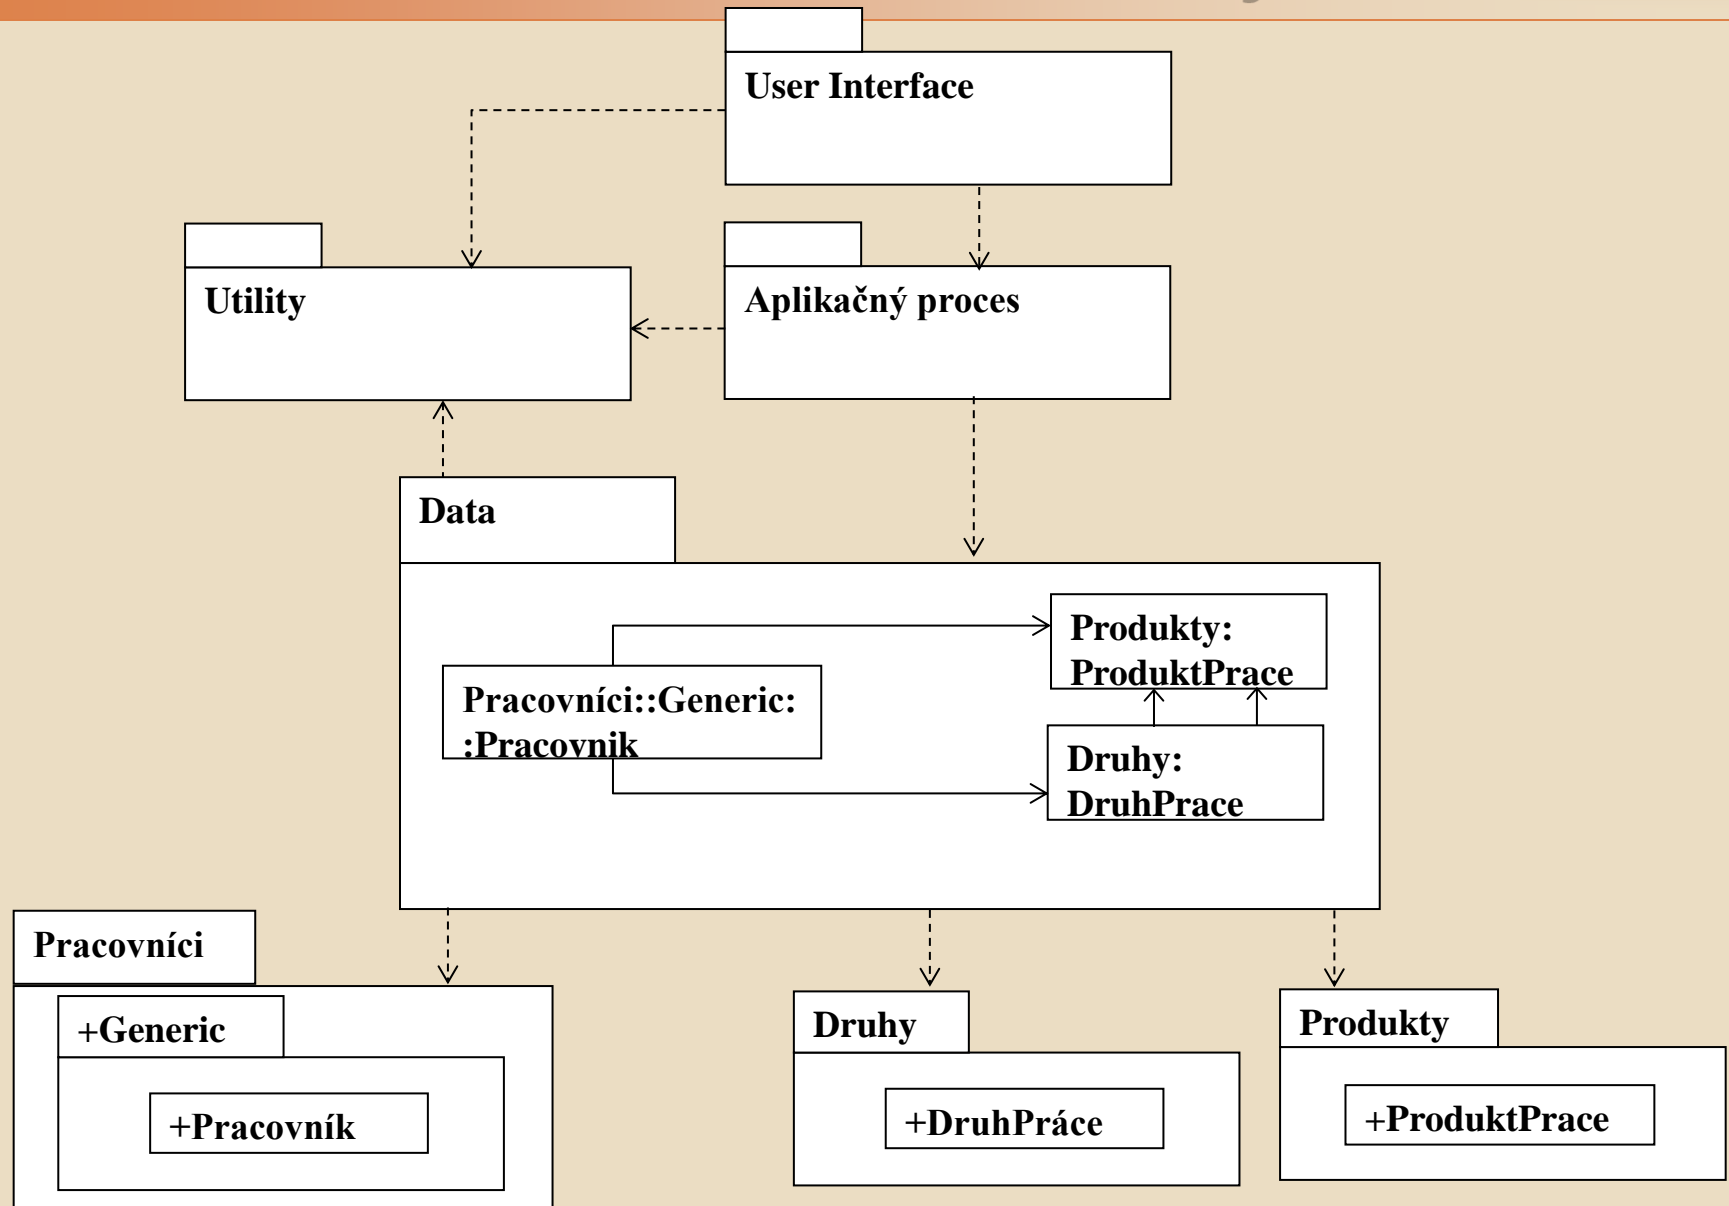 User Interface
Utility
Aplikačný proces
Data
Produkty:
ProduktPrace
Pracovníci::Generic:
:Pracovnik
Druhy:
DruhPrace
Pracovníci
+Generic
+Pracovník
Druhy
+DruhPráce
Produkty
+ProduktPrace